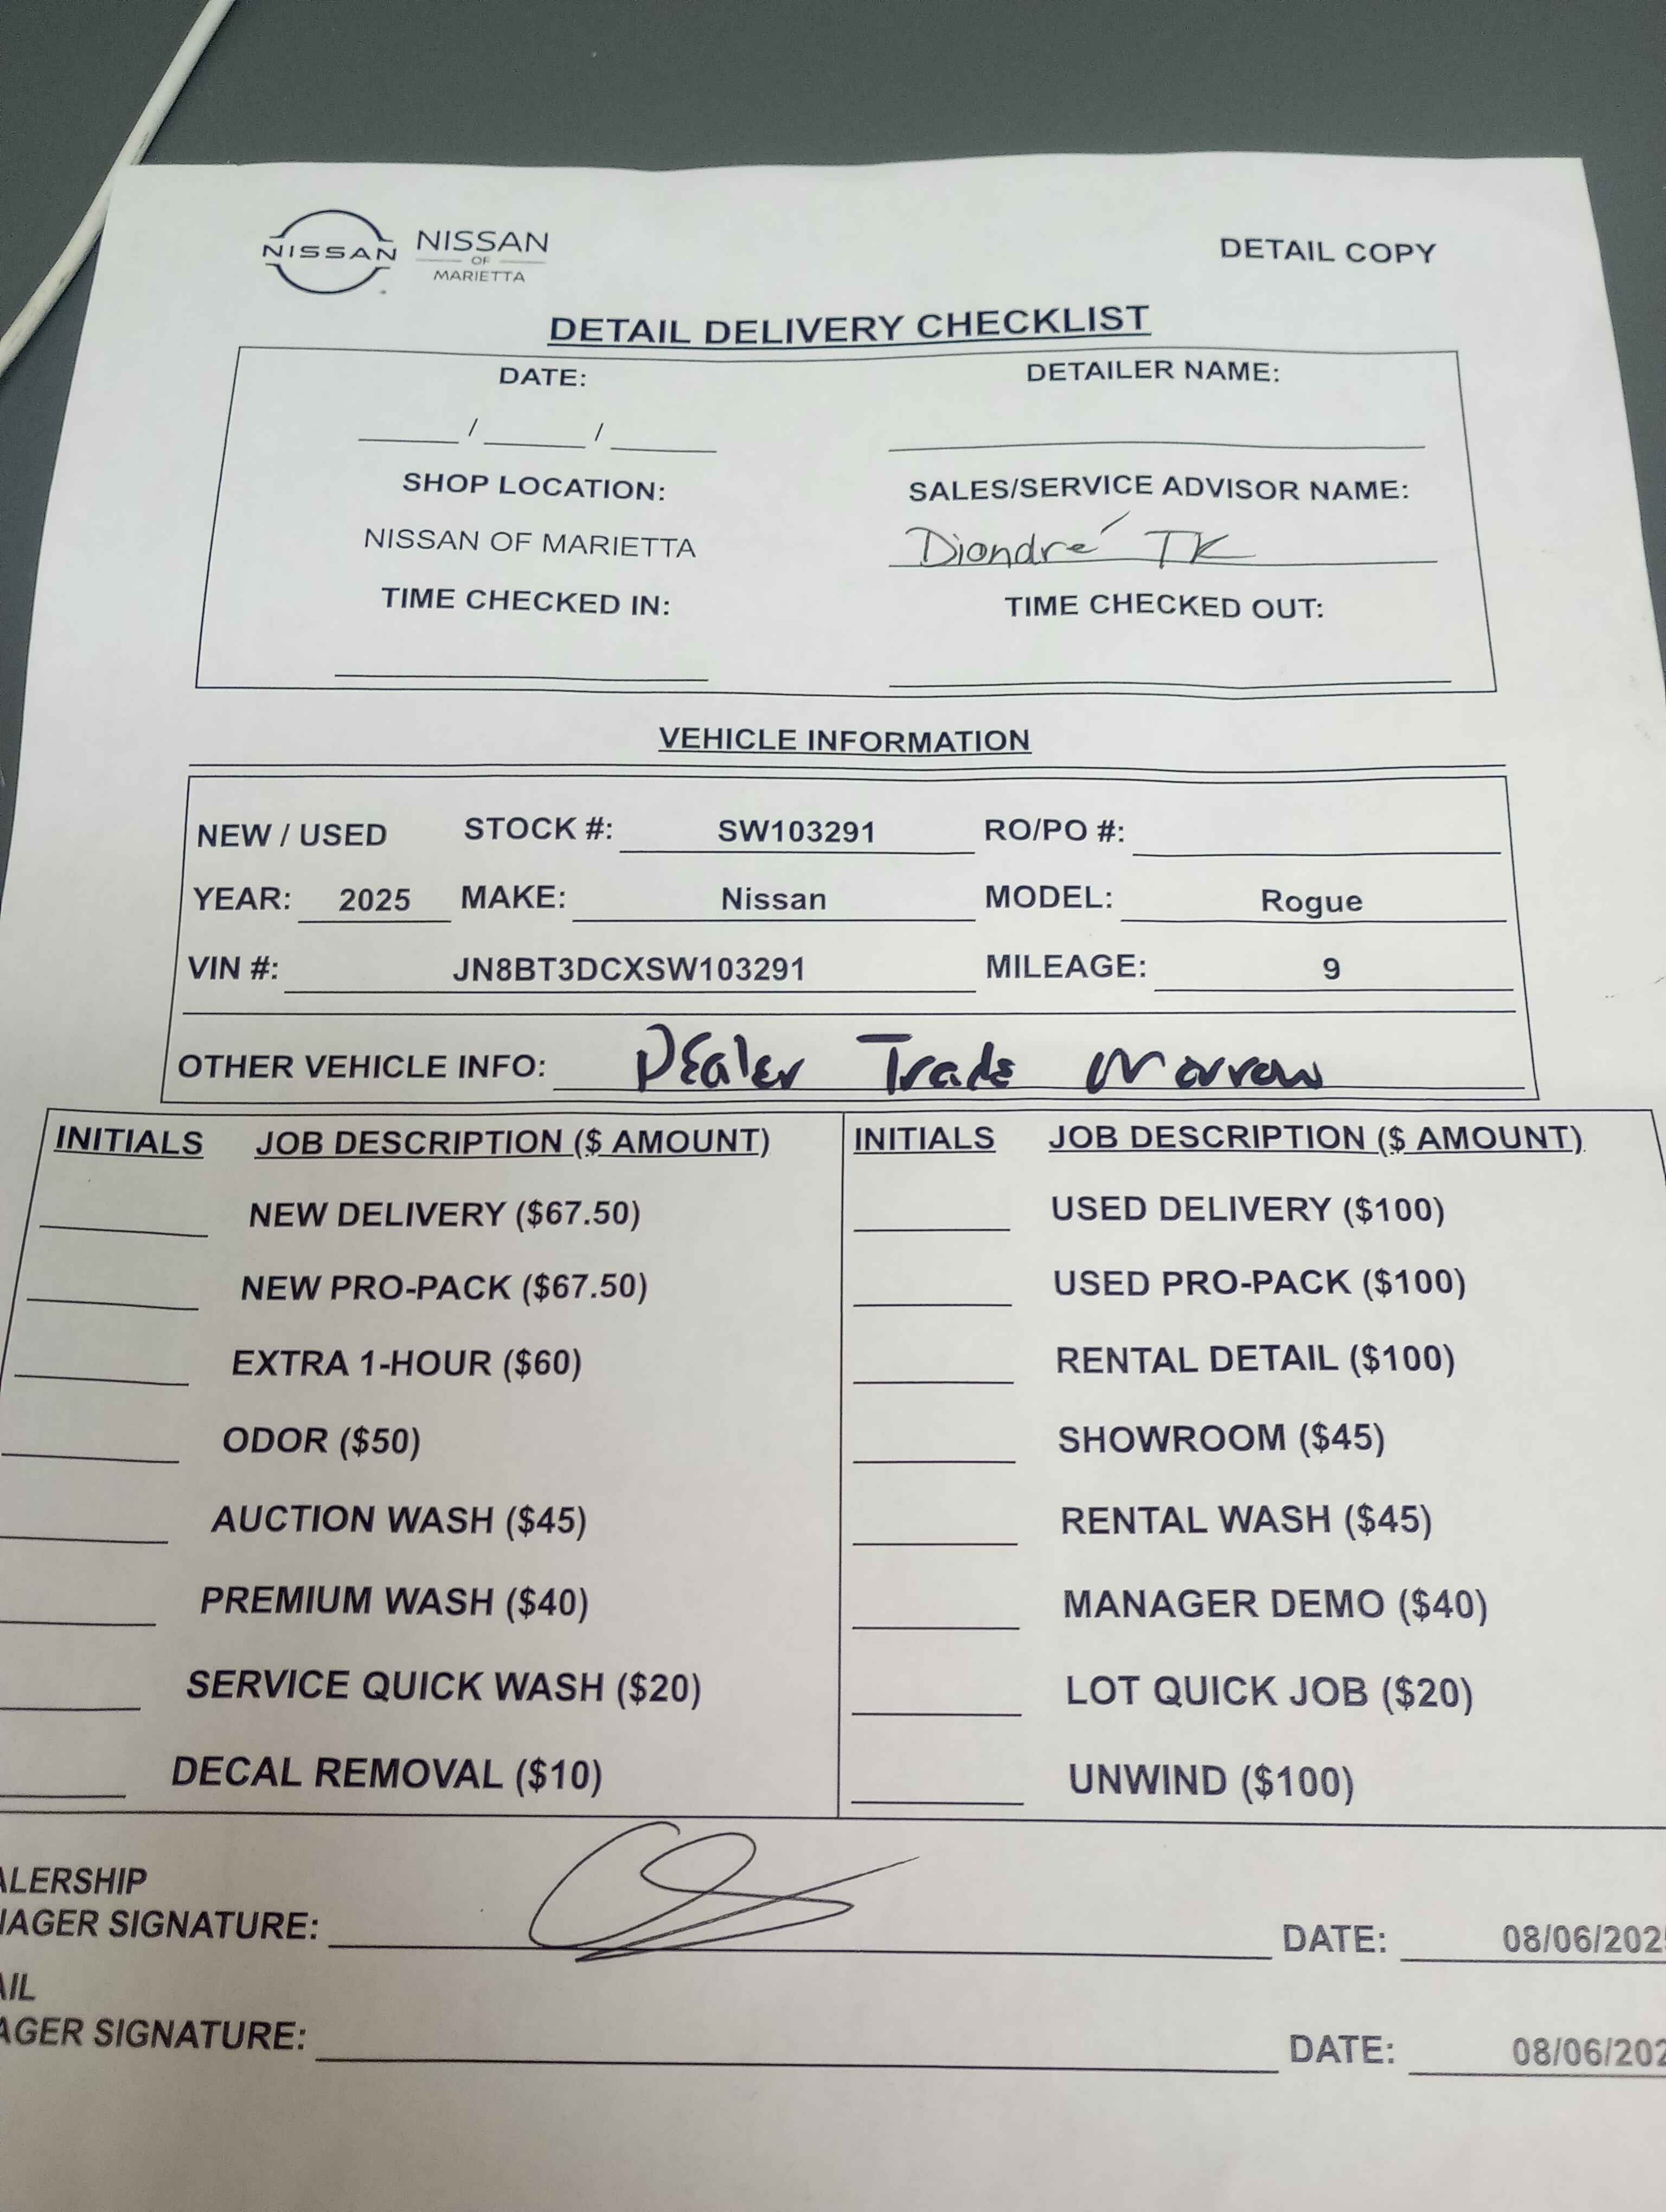 NISSAN NISSAN OF MARIETTA
DETAIL COPY
DETAIL DELIVERY CHECKLIST
DATE: DETAILER NAME:
/ /
SHOP LOCATION: SALES/SERVICE ADVISOR NAME:
NISSAN OF MARIETTA Diondré TK
TIME CHECKED IN: TIME CHECKED OUT:
VEHICLE INFORMATION
NEW / USED STOCK #: SW103291 RO/PO #:
YEAR: 2025 MAKE: Nissan MODEL: Rogue
VIN #: JN8BT3DCXSW103291 MILEAGE: 9
OTHER VEHICLE INFO: Dealer Trade Morrow
INITIALS JOB DESCRIPTION ($ AMOUNT) INITIALS JOB DESCRIPTION ($ AMOUNT)
NEW DELIVERY ($67.50) USED DELIVERY ($100)
NEW PRO-PACK ($67.50) USED PRO-PACK ($100)
EXTRA 1-HOUR ($60) RENTAL DETAIL ($100)
ODOR ($50) SHOWROOM ($45)
AUCTION WASH ($45) RENTAL WASH ($45)
PREMIUM WASH ($40) MANAGER DEMO ($40)
SERVICE QUICK WASH ($20) LOT QUICK JOB ($20)
DECAL REMOVAL ($10) UNWIND ($100)
ALERSHIP
AGER SIGNATURE: DATE: 08/06/202
AIL
AGER SIGNATURE: DATE: 08/06/202